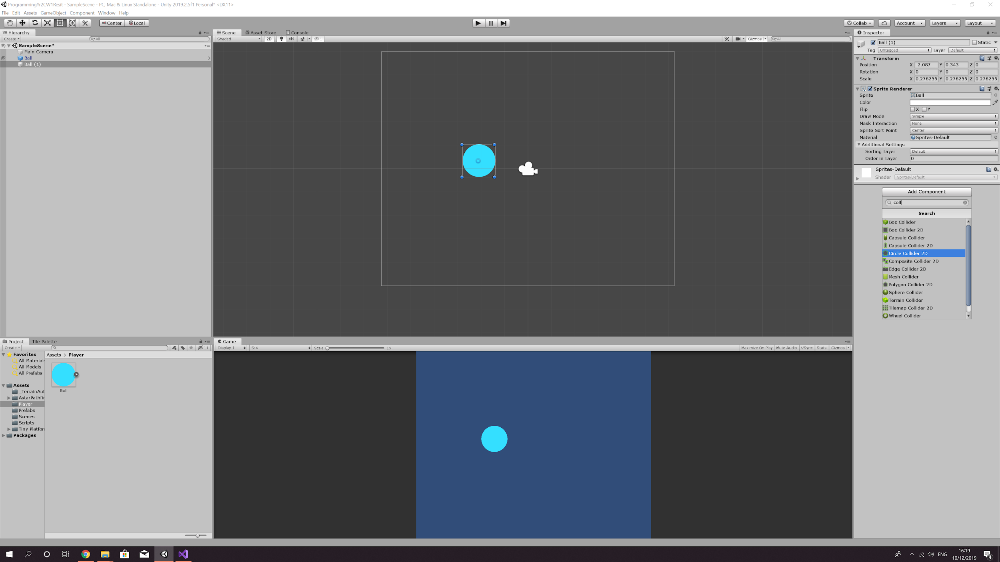 ProgrammingYr2CW1Resit - SampleScene - PC, Mac & Linux Standalone - Unity 2019.2.5f1 Personal* <DX11>
File Edit Assets GameObject Component Window Help
Center Local
Collab Account Layers Layout
Hierarchy
Create All
SampleScene*
Main Camera
Ball
Ball (1)
Scene Asset Store Console
Shaded 2D 1 Gizmos All
Inspector
Ball (1) Static
Tag Untagged Layer Default
Transform
Position X -2.087 Y 0.343 Z 0
Rotation X 0 Y 0 Z 0
Scale X 0.278255 Y 0.278255 Z 0.278255
Sprite Renderer
Sprite Ball
Color
Flip X Y
Draw Mode Simple
Mask Interaction None
Sprite Sort Point Center
Material Sprites-Default
Additional Settings
Sorting Layer Default
Order in Layer 0
Sprites-Default
Shader Sprites/Default
Add Component
coll
Search
Box Collider
Box Collider 2D
Capsule Collider
Capsule Collider 2D
Circle Collider 2D
Composite Collider 2D
Edge Collider 2D
Mesh Collider
Polygon Collider 2D
Sphere Collider
Terrain Collider
Tilemap Collider 2D
Wheel Collider
Project Tile Palette
Create 11
Favorites
All Materials
All Models
All Prefabs
Assets
_TerrainAut
AstarPathfin
Player
Prefabs
Scenes
Scripts
Tiny Platfor
Packages
Assets > Player
Ball
Game
Display 1 5:4 Scale 1x Maximize On Play Mute Audio VSync Stats Gizmos
ENG
16:19
10/12/2019
4